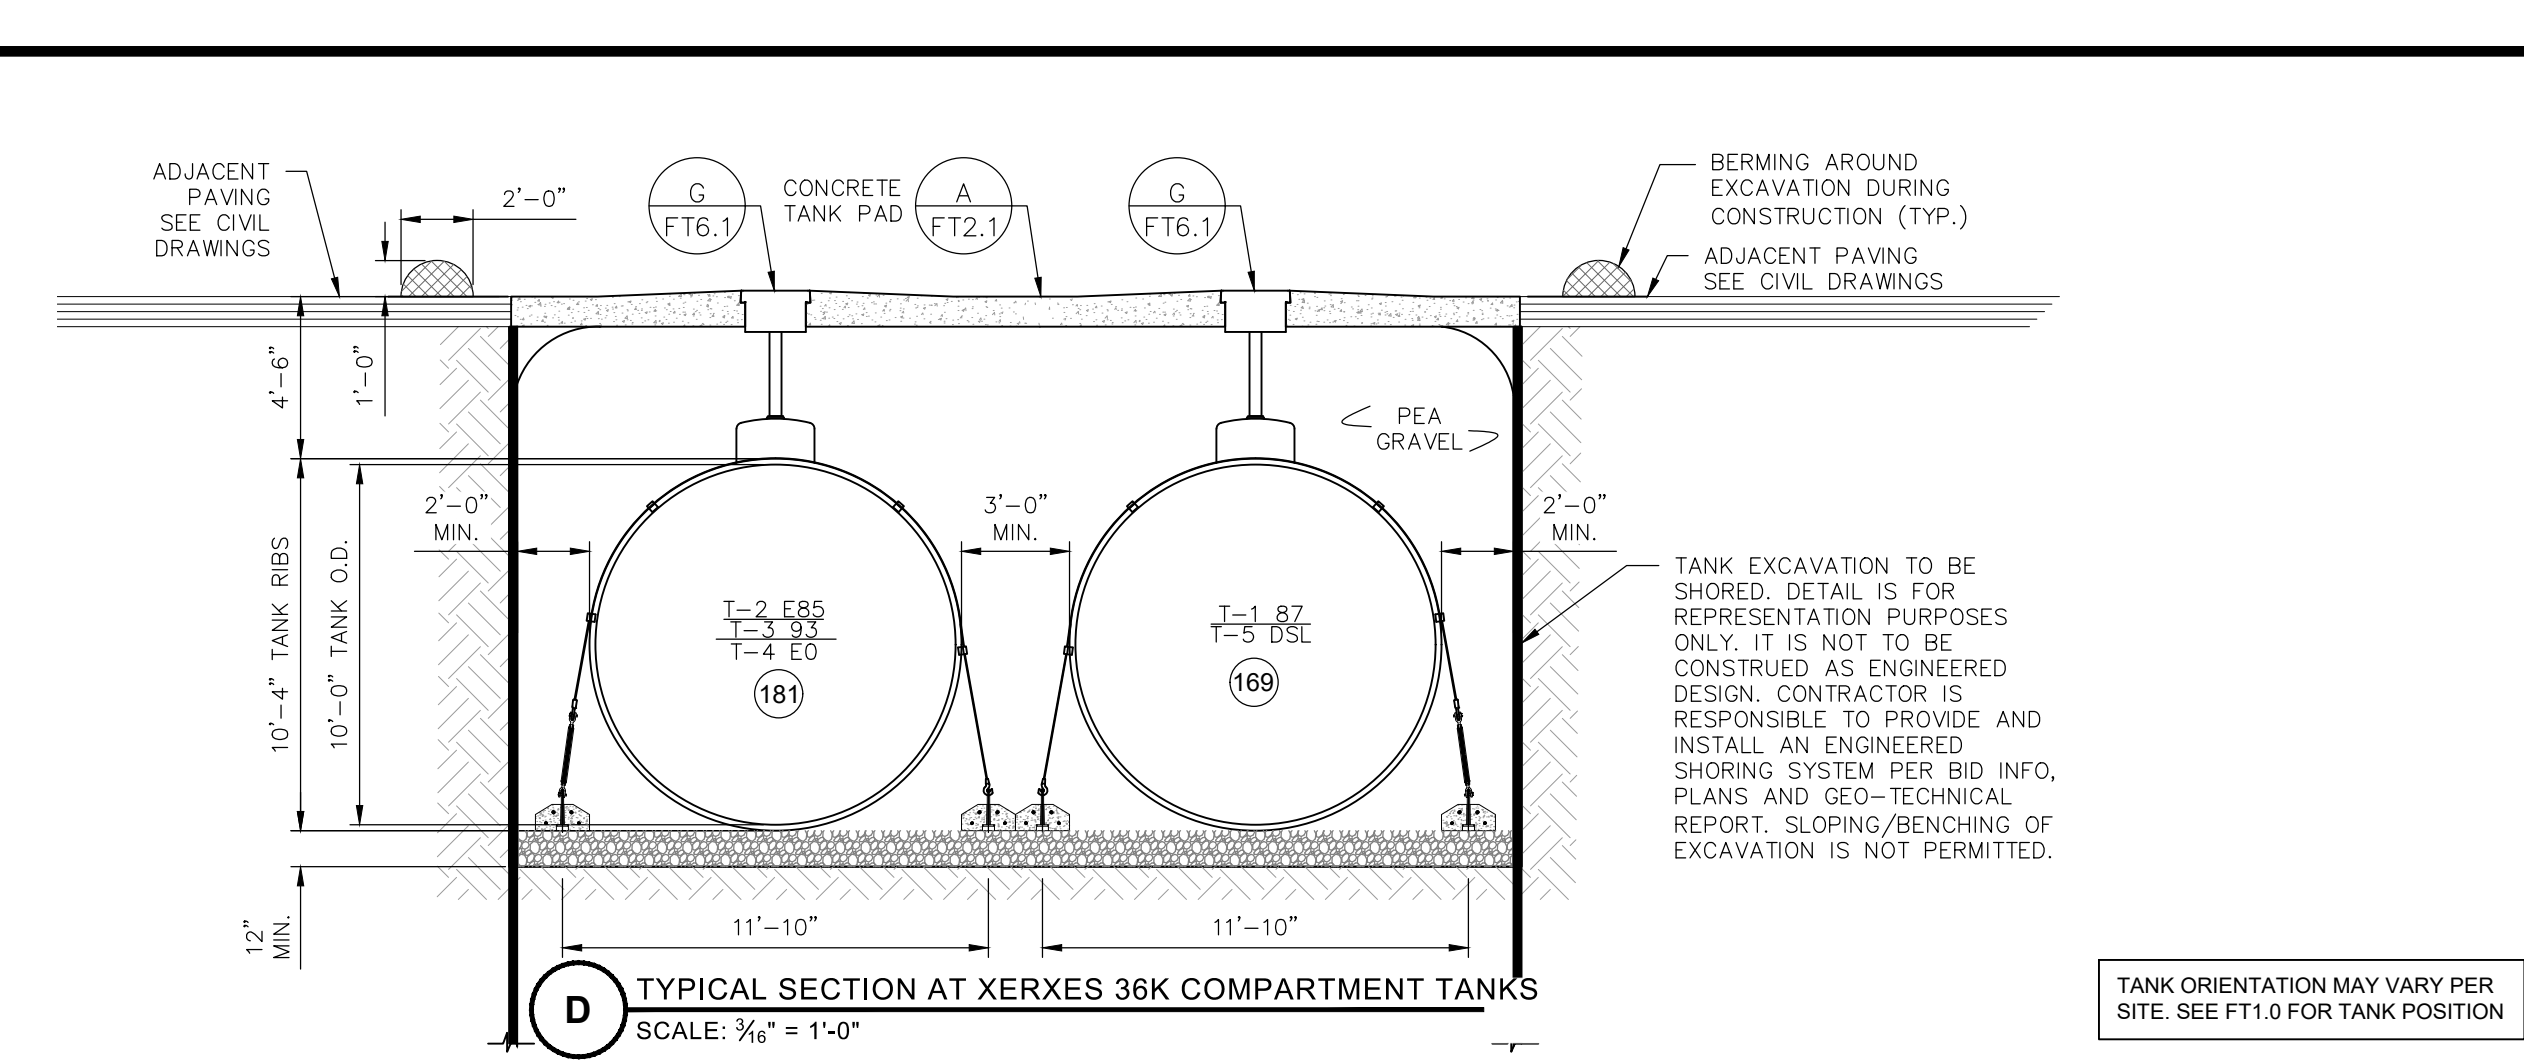 ADJACENT
PAVING
SEE CIVIL
DRAWINGS
2'-0"
G
FT6.1
CONCRETE
TANK PAD
A
FT2.1
G
FT6.1
BERMING AROUND
EXCAVATION DURING
CONSTRUCTION (TYP.)
ADJACENT PAVING
SEE CIVIL DRAWINGS
4'-6"
1'-0"
PEA
GRAVEL
10'-4" TANK RIBS
10'-0" TANK O.D.
2'-0"
MIN.
3'-0"
MIN.
2'-0"
MIN.
T-2 E85
T-3 93
T-4 E0
181
T-1 87
T-5 DSL
169
TANK EXCAVATION TO BE
SHORED. DETAIL IS FOR
REPRESENTATION PURPOSES
ONLY. IT IS NOT TO BE
CONSTRUED AS ENGINEERED
DESIGN. CONTRACTOR IS
RESPONSIBLE TO PROVIDE AND
INSTALL AN ENGINEERED
SHORING SYSTEM PER BID INFO,
PLANS AND GEO-TECHNICAL
REPORT. SLOPING/BENCHING OF
EXCAVATION IS NOT PERMITTED.
12"
MIN.
11'-10"
11'-10"
D
TYPICAL SECTION AT XERXES 36K COMPARTMENT TANKS
SCALE: 3/16" = 1'-0"
TANK ORIENTATION MAY VARY PER
SITE. SEE FT1.0 FOR TANK POSITION